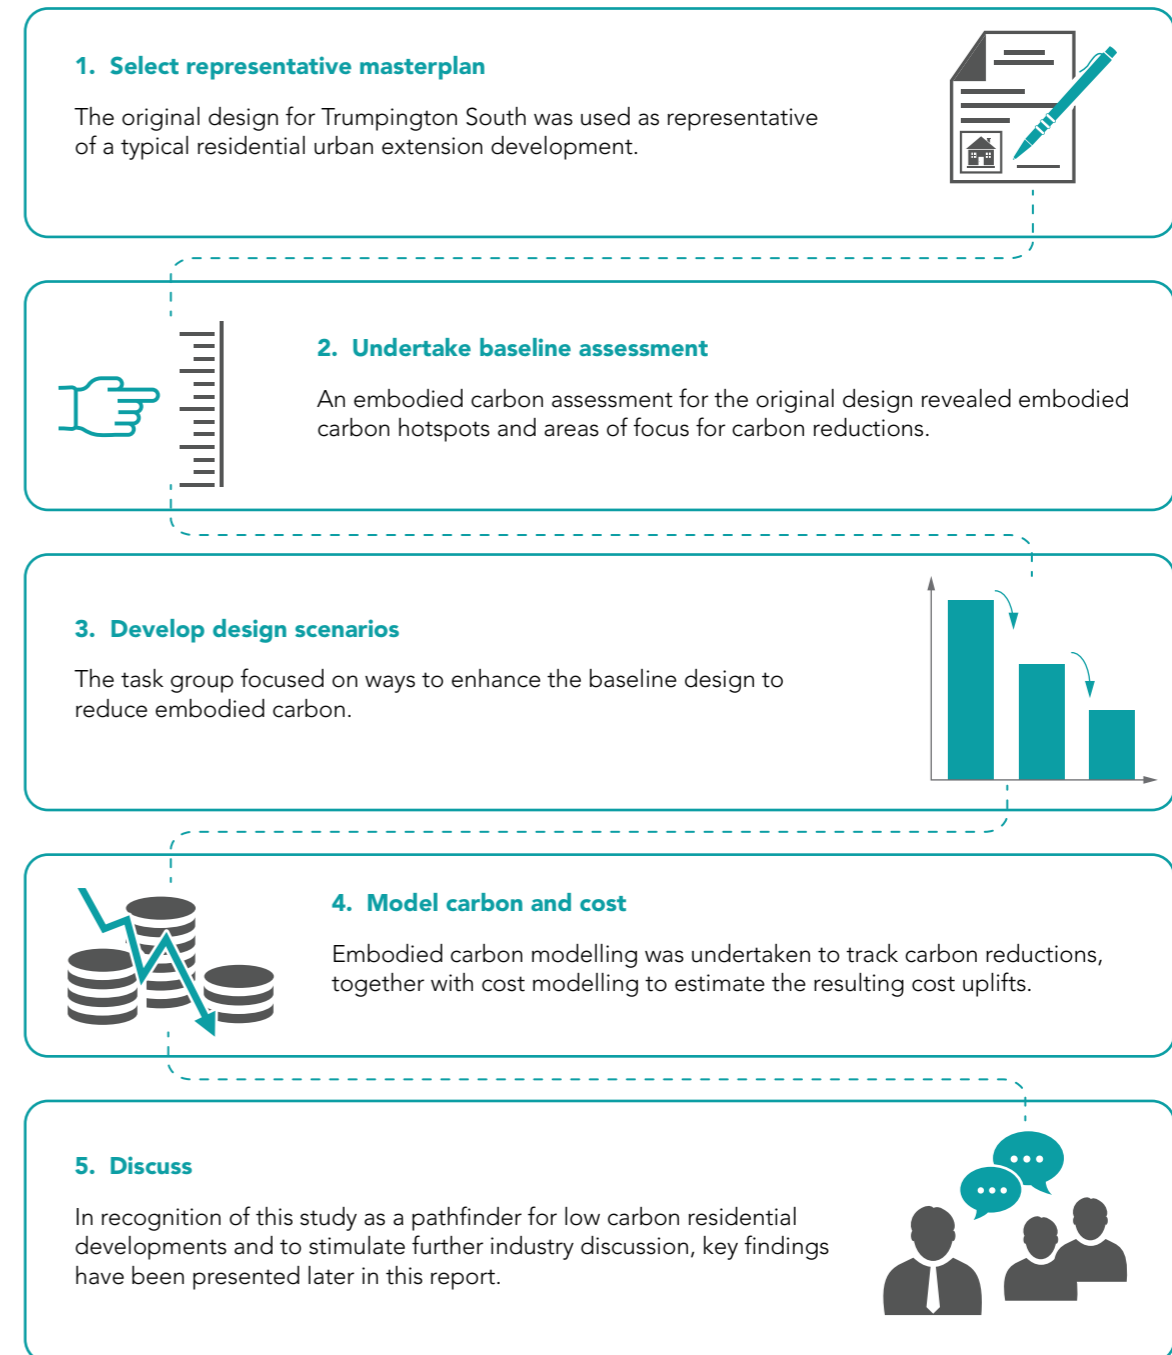 1. Select representative masterplan
The original design for Trumpington South was used as representative
of a typical residential urban extension development.
2. Undertake baseline assessment
An embodied carbon assessment for the original design revealed embodied
carbon hotspots and areas of focus for carbon reductions.
3. Develop design scenarios
The task group focused on ways to enhance the baseline design to
reduce embodied carbon.
4. Model carbon and cost
Embodied carbon modelling was undertaken to track carbon reductions,
together with cost modelling to estimate the resulting cost uplifts.
5. Discuss
In recognition of this study as a pathfinder for low carbon residential
developments and to stimulate further industry discussion, key findings
have been presented later in this report.